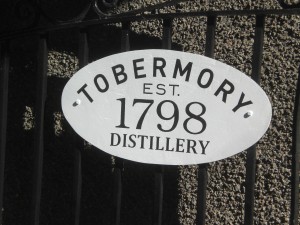 TOBERMORY
EST.
1798
DISTILLERY